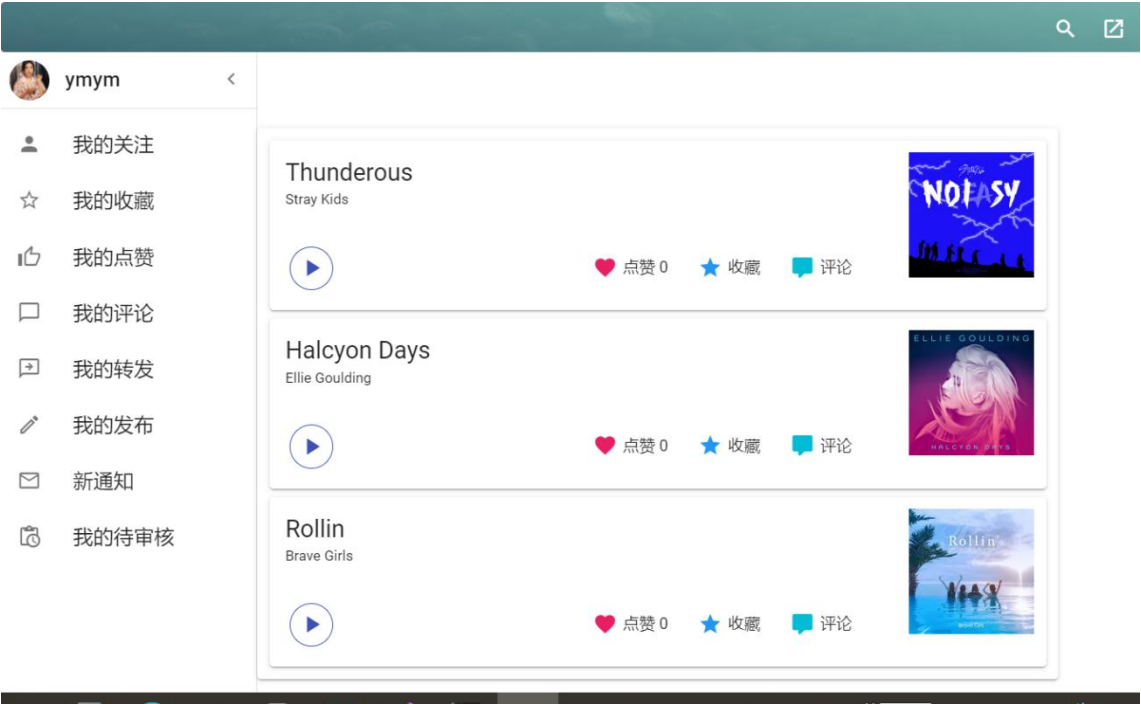 ymym
我的关注
我的收藏
我的点赞
我的评论
我的转发
我的发布
新通知
我的待审核
Thunderous
Stray Kids
点赞 0 收藏 评论
NOEASY
Halcyon Days
Ellie Goulding
点赞 0 收藏 评论
ELLIE GOULDING
HALCYON DAYS
Rollin
Brave Girls
点赞 0 收藏 评论
Rollin'